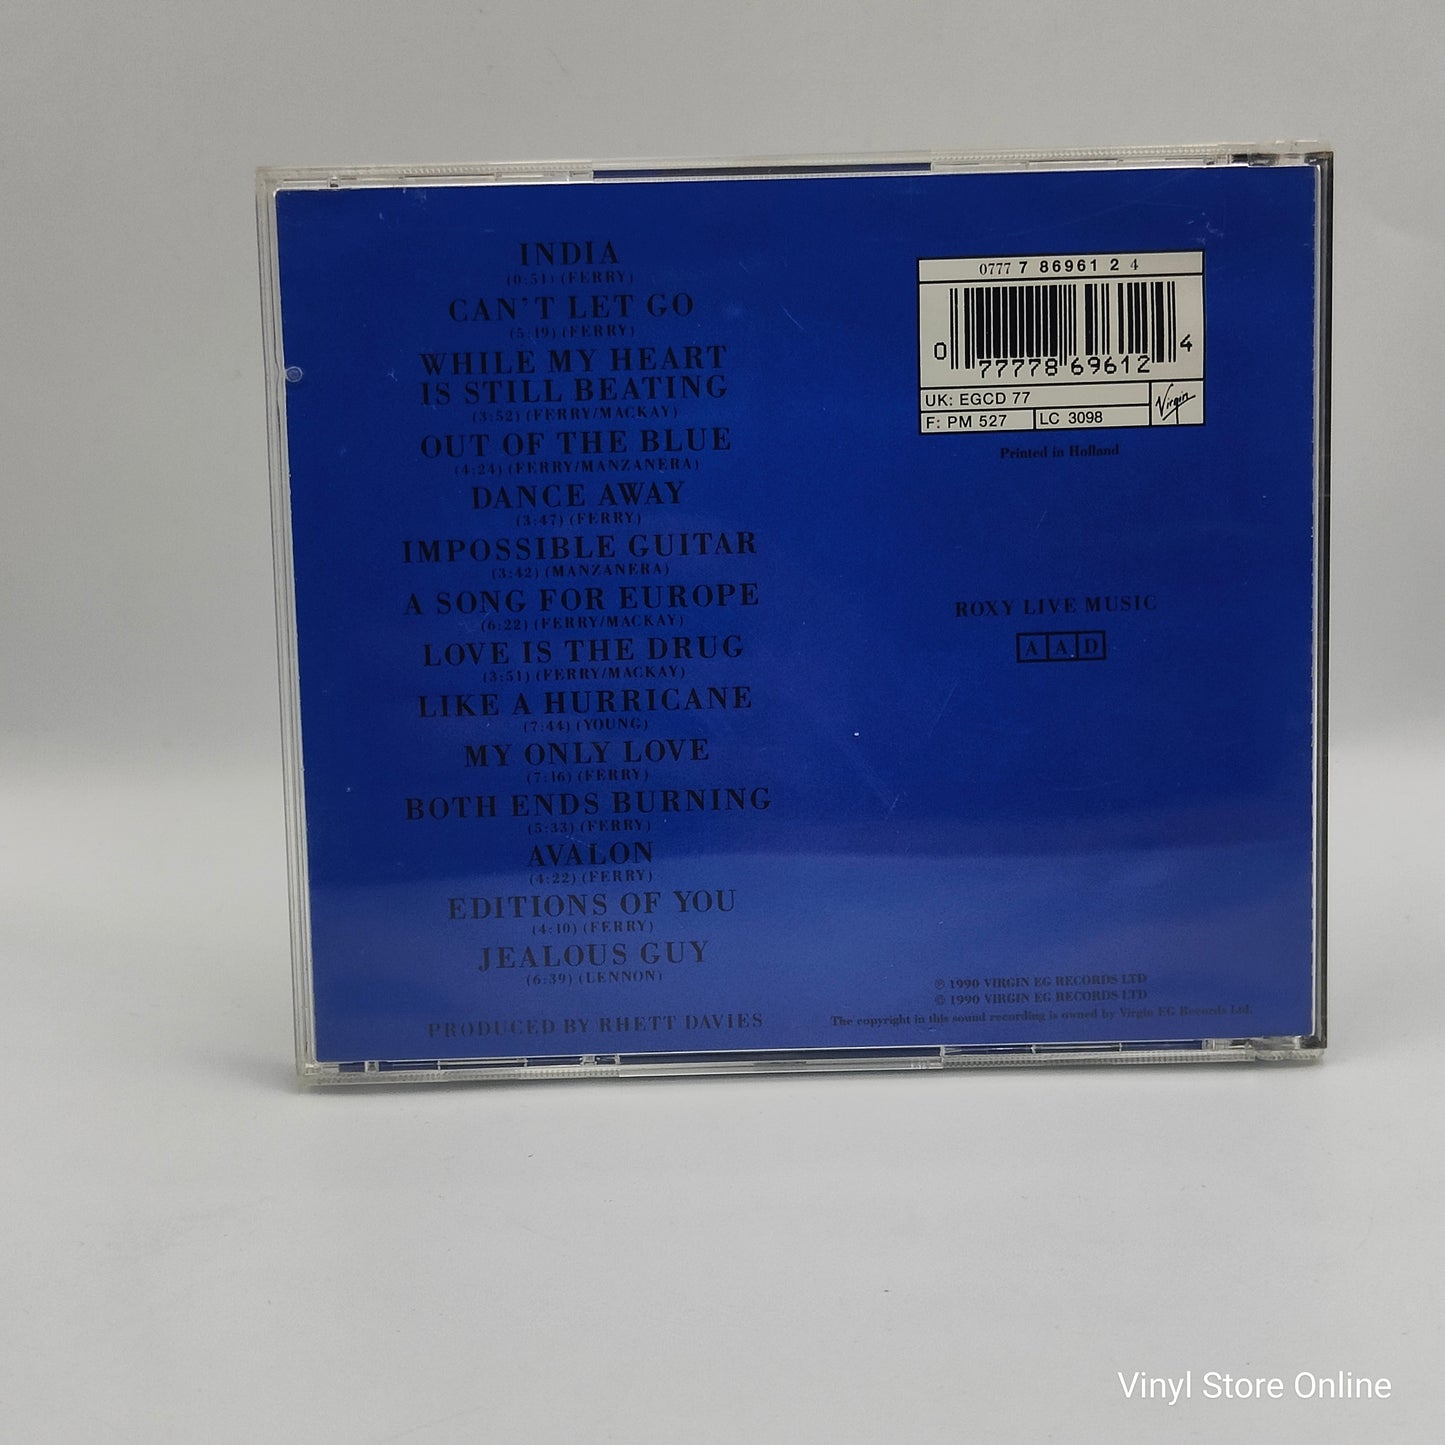 INDIA
(0:51) (FERRY)
CAN'T LET GO
(5:19) (FERRY)
WHILE MY HEART
IS STILL BEATING
(3:52) (FERRY/MACKAY)
OUT OF THE BLUE
(4:24) (FERRY/MANZANERA)
DANCE AWAY
(3:47) (FERRY)
IMPOSSIBLE GUITAR
(3:42) (MANZANERA)
A SONG FOR EUROPE
(6:22) (FERRY/MACKAY)
LOVE IS THE DRUG
(3:51) (FERRY/MACKAY)
LIKE A HURRICANE
(7:44) (YOUNG)
MY ONLY LOVE
(7:16) (FERRY)
BOTH ENDS BURNING
(5:33) (FERRY)
AVALON
(4:22) (FERRY)
EDITIONS OF YOU
(4:10) (FERRY)
JEALOUS GUY
(6:39) (LENNON)
PRODUCED BY RHETT DAVIES
0777 7 86961 2 4
0 77778 69612 4
UK: EGCD 77
F: PM 527
LC 3098
Virgin
Printed in Holland
ROXY LIVE MUSIC
A A D
℗ 1990 VIRGIN EG RECORDS LTD
© 1990 VIRGIN EG RECORDS LTD
The copyright in this sound recording is owned by Virgin EG Records Ltd.
Vinyl Store Online